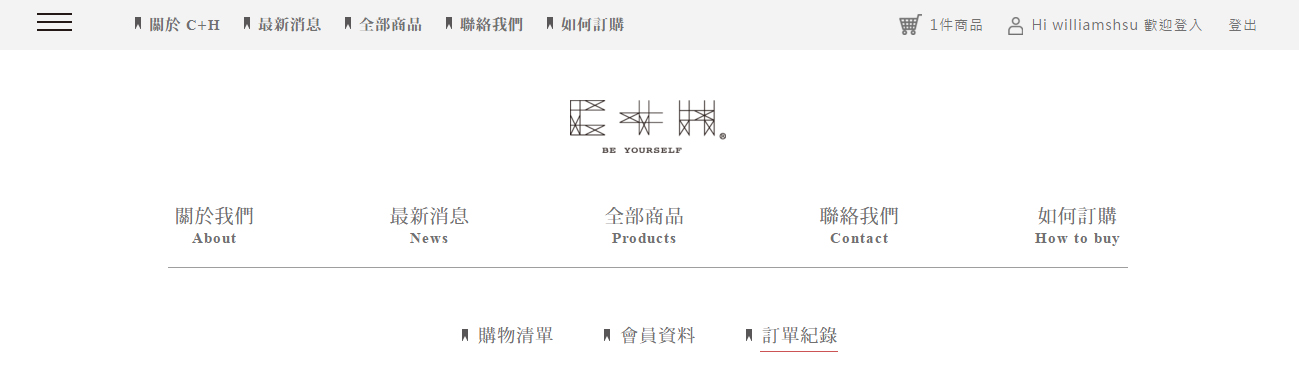 關於 C+H 最新消息 全部商品 聯絡我們 如何訂購 1件商品 Hi williamshsu 歡迎登入 登出
C+H®
BE YOURSELF
關於我們 最新消息 全部商品 聯絡我們 如何訂購
About News Products Contact How to buy
購物清單 會員資料 訂單紀錄